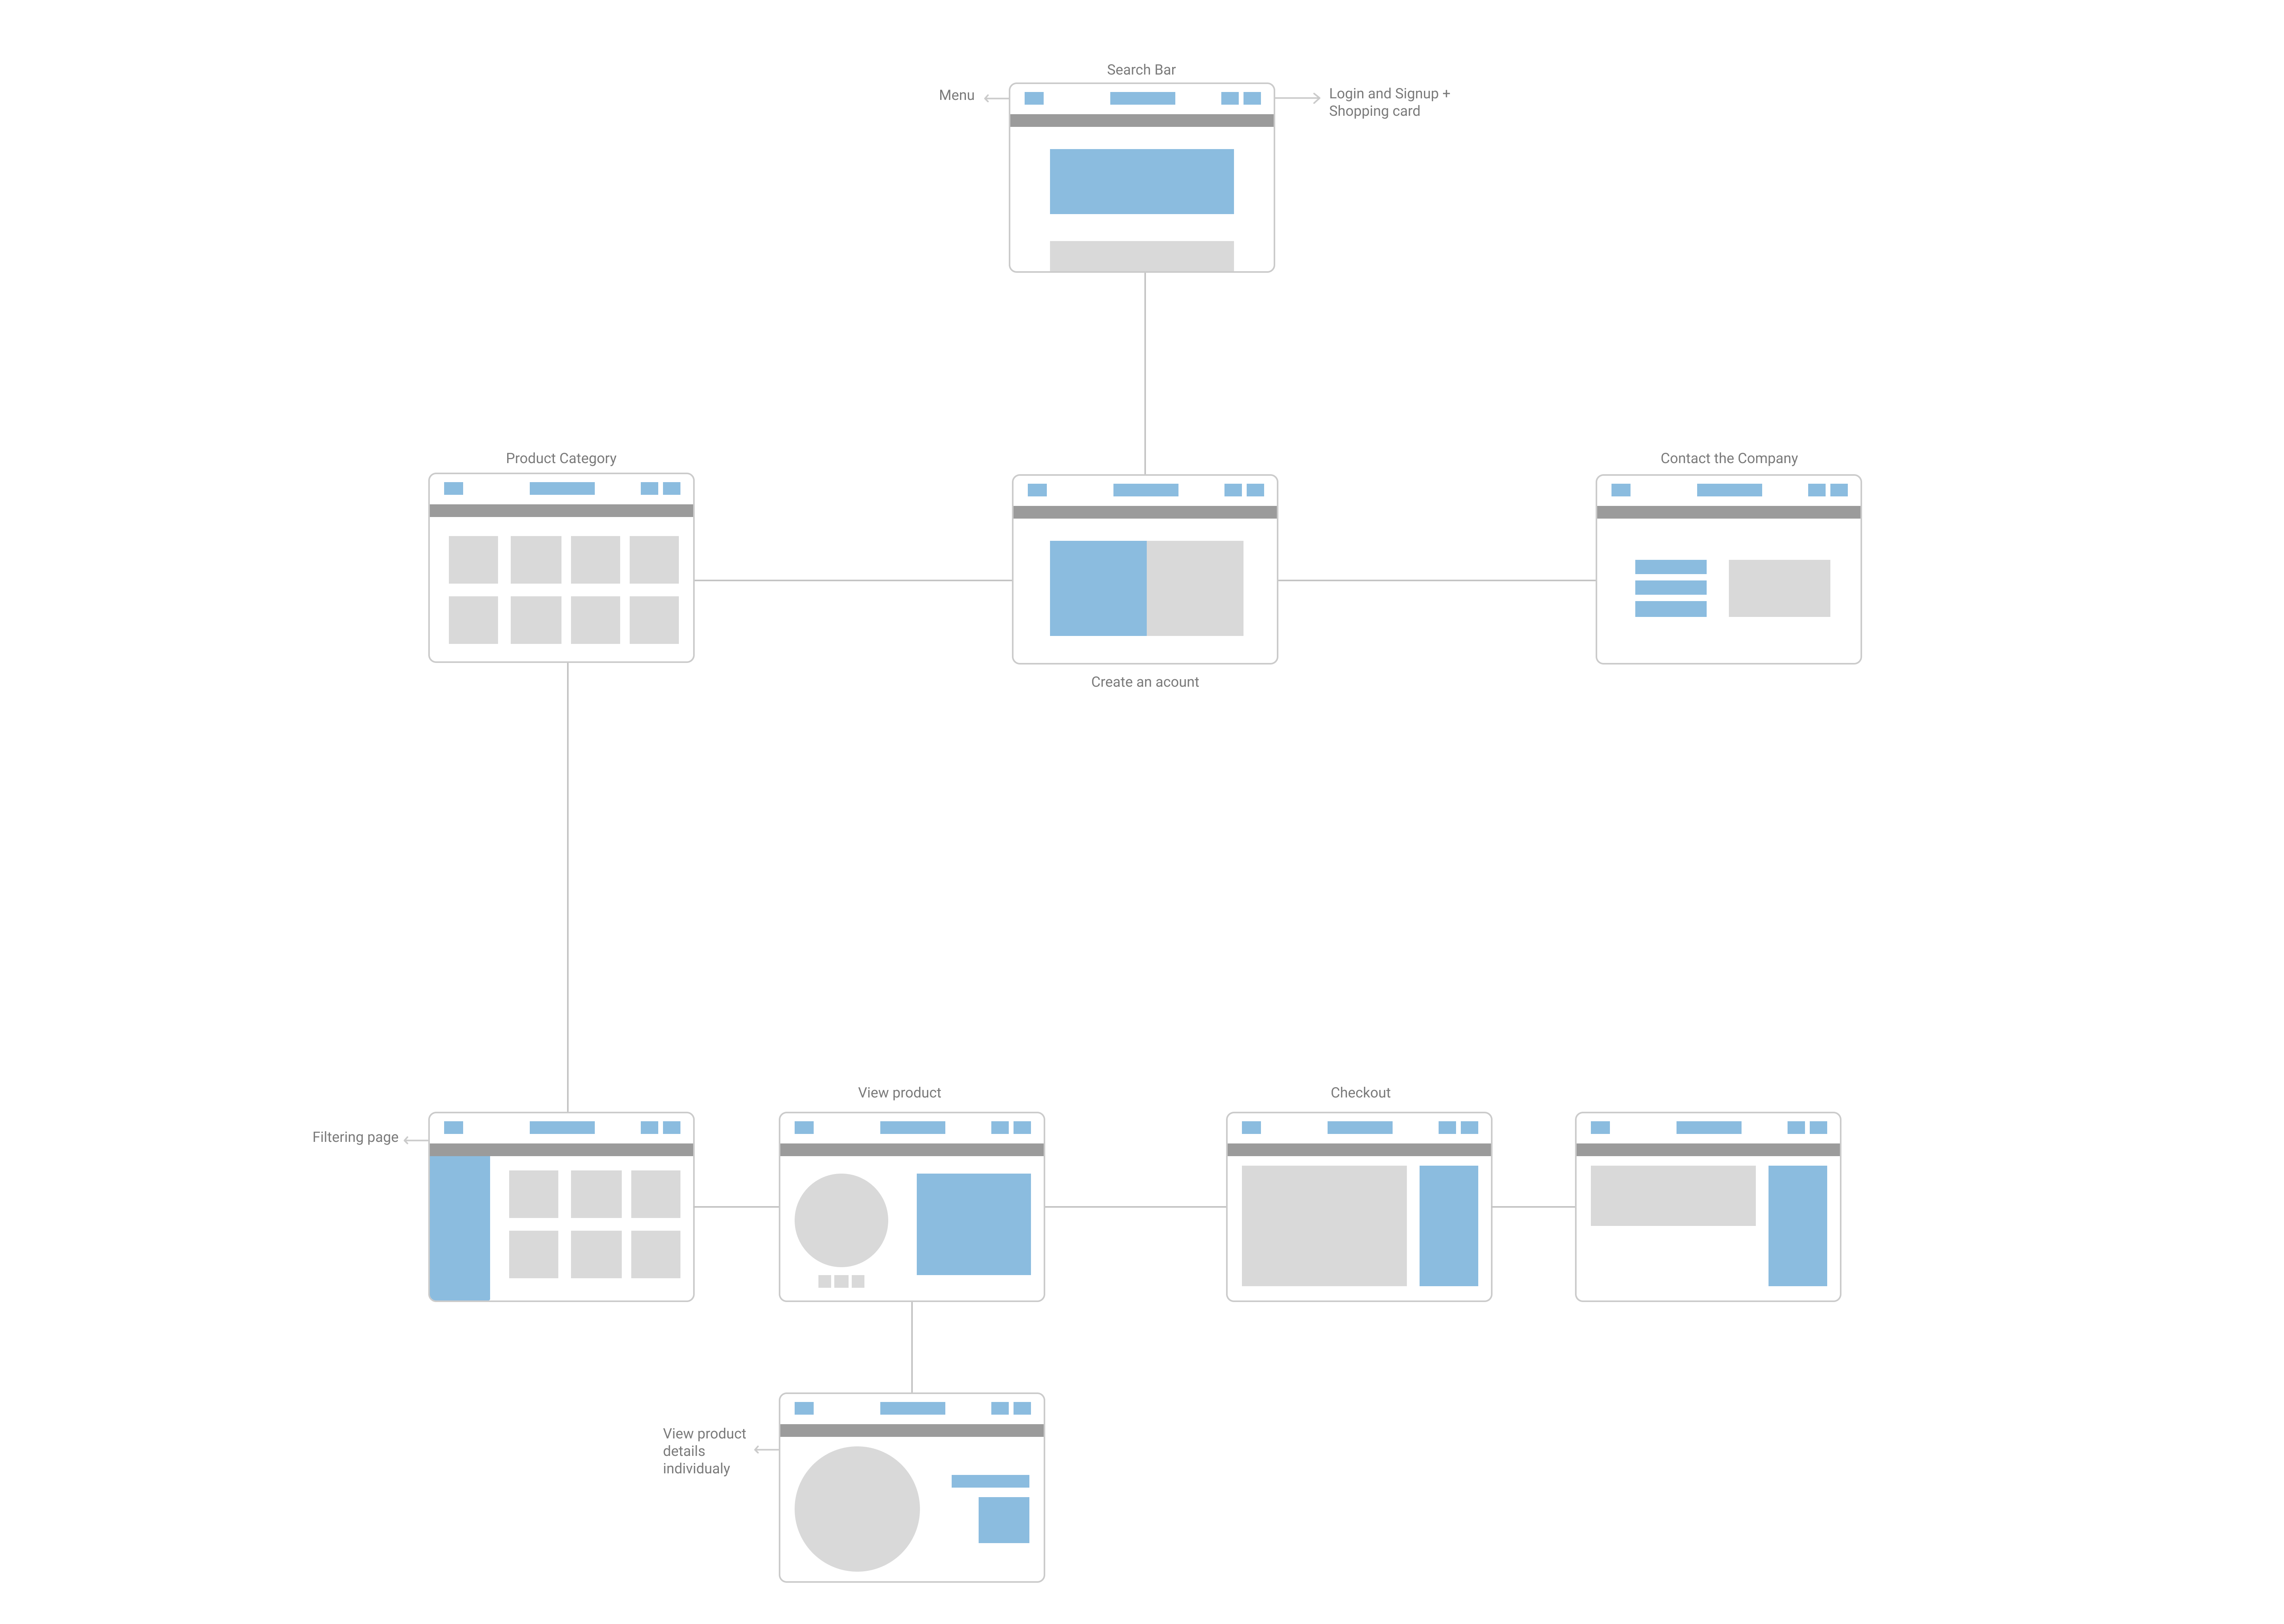 Search Bar
Menu
Login and Signup +
Shopping card
Product Category
Contact the Company
Create an acount
View product
Checkout
Filtering page
View product
details
individualy